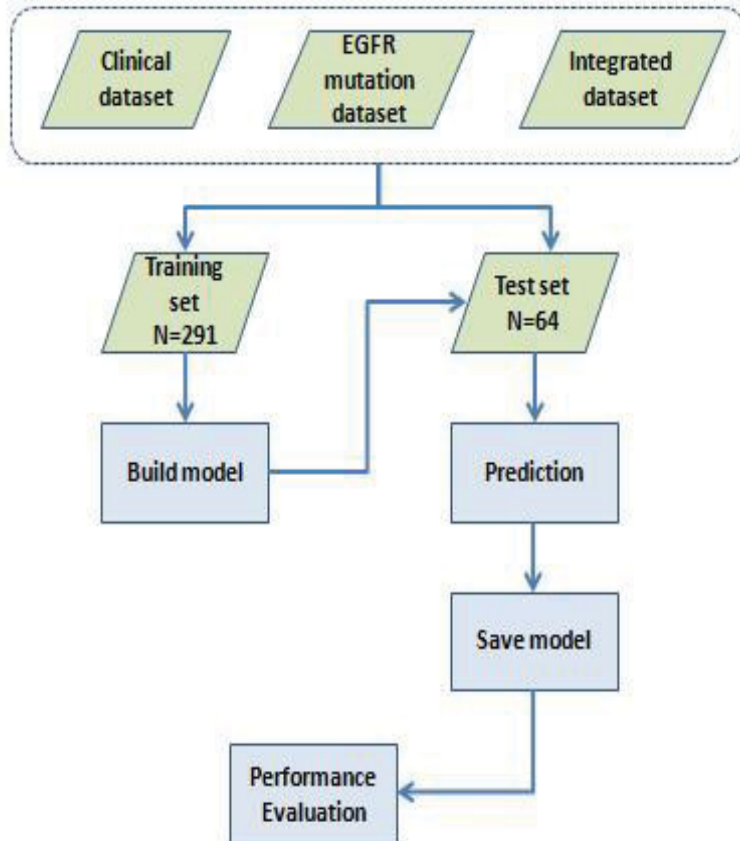 Clinical
dataset
EGFR
mutation
dataset
Integrated
dataset
Training
set
N=291
Test set
N=64
Build model
Prediction
Save model
Performance
Evaluation